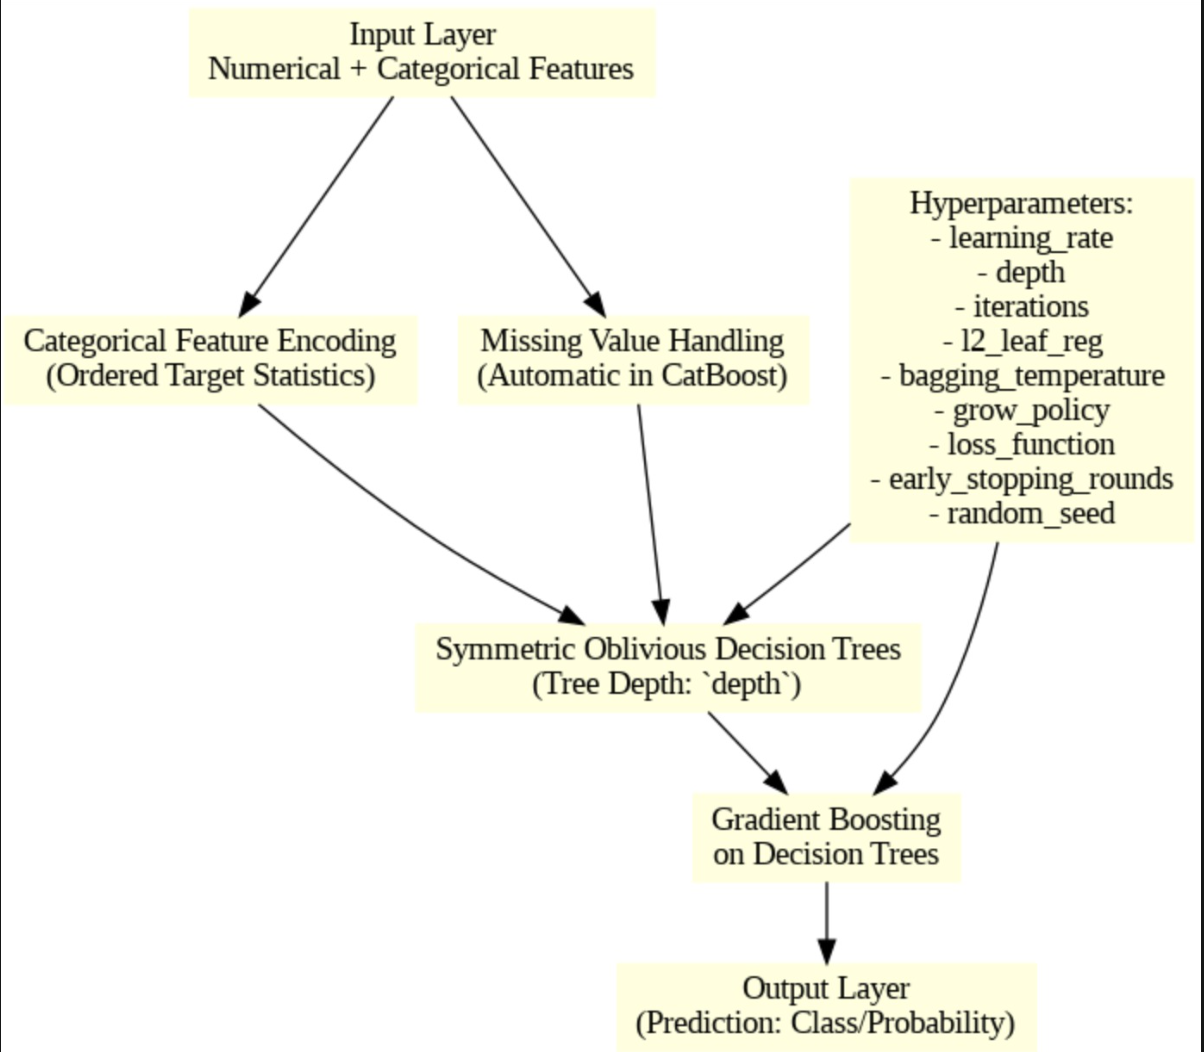 Input Layer
Numerical + Categorical Features
Hyperparameters:
- learning_rate
- depth
- iterations
- l2_leaf_reg
- bagging_temperature
- grow_policy
- loss_function
- early_stopping_rounds
- random_seed
Categorical Feature Encoding
(Ordered Target Statistics)
Missing Value Handling
(Automatic in CatBoost)
Symmetric Oblivious Decision Trees
(Tree Depth: `depth`)
Gradient Boosting
on Decision Trees
Output Layer
(Prediction: Class/Probability)